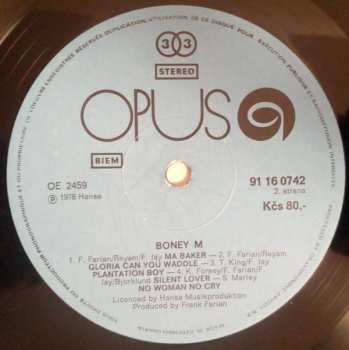 33
STEREO
OPUS
BIEM
OE 2459
℗ 1978 Hansa
91 16 0742
2. strana
Kčs 80,-
BONEY M
1. F. Farian/Reyam/F. Jay MA BAKER — 2. F. Farian/Reyam
GLORIA CAN YOU WADDLE — 3. T. King/F. Jay
PLANTATION BOY — 4. K. Forsey/F. Farian/F.
Jay/Bjorklund SILENT LOVER — 5. Marley
NO WOMAN NO CRY
Licenced by Hansa Musikproduktion
Produced by Frank Farian